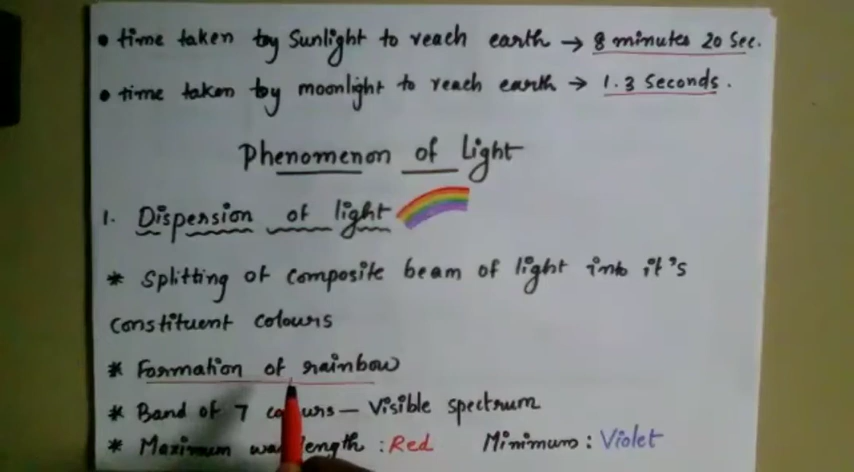 • time taken by Sunlight to reach earth → 8 minutes 20 Sec.
• time taken by moonlight to reach earth → 1.3 Seconds.
Phenomenon of Light
1. Dispersion of light
* Splitting of composite beam of light into it's
constituent colours
* Formation of rainbow
* Band of 7 colours - Visible spectrum
* Maximum wavelength : Red Minimum : Violet